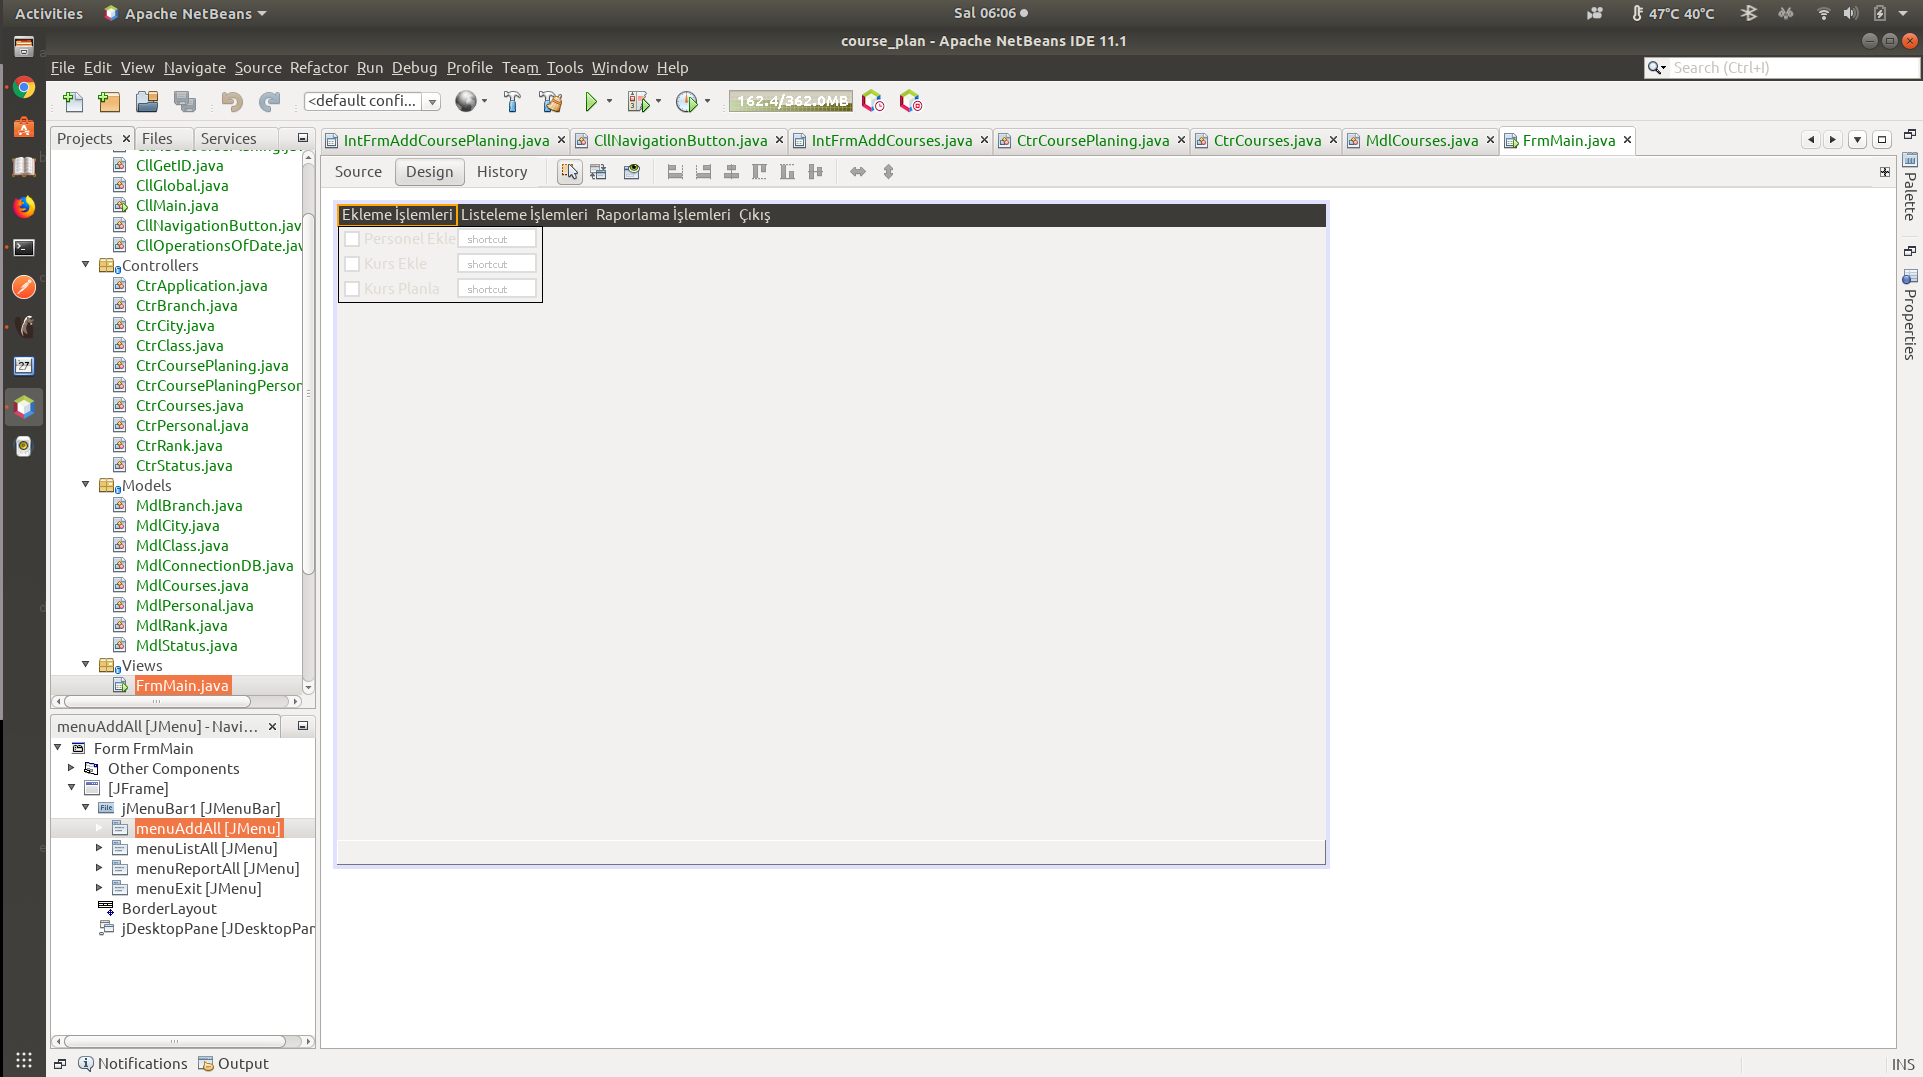 Activities Apache NetBeans Sal 06:06 47°C 40°C
course_plan - Apache NetBeans IDE 11.1
File Edit View Navigate Source Refactor Run Debug Profile Team Tools Window Help Search (Ctrl+I)
<default confi... 162.4/362.0MB
Projects Files Services
IntFrmAddCoursePlaning.java CllNavigationButton.java IntFrmAddCourses.java CtrCoursePlaning.java CtrCourses.java MdlCourses.java FrmMain.java
Source Design History
Palette
Properties
CllGetID.java
CllGlobal.java
CllMain.java
CllNavigationButton.java
CllOperationsOfDate.jav
Controllers
CtrApplication.java
CtrBranch.java
CtrCity.java
CtrClass.java
CtrCoursePlaning.java
CtrCoursePlaningPerson
CtrCourses.java
CtrPersonal.java
CtrRank.java
CtrStatus.java
Models
MdlBranch.java
MdlCity.java
MdlClass.java
MdlConnectionDB.java
MdlCourses.java
MdlPersonal.java
MdlRank.java
MdlStatus.java
Views
FrmMain.java
Ekleme İşlemleri Listeleme İşlemleri Raporlama İşlemleri Çıkış
Personel Ekle shortcut
Kurs Ekle shortcut
Kurs Planla shortcut
menuAddAll [JMenu] - Navi...
Form FrmMain
Other Components
[JFrame]
jMenuBar1 [JMenuBar]
menuAddAll [JMenu]
menuListAll [JMenu]
menuReportAll [JMenu]
menuExit [JMenu]
BorderLayout
jDesktopPane [JDesktopPan
Notifications Output INS